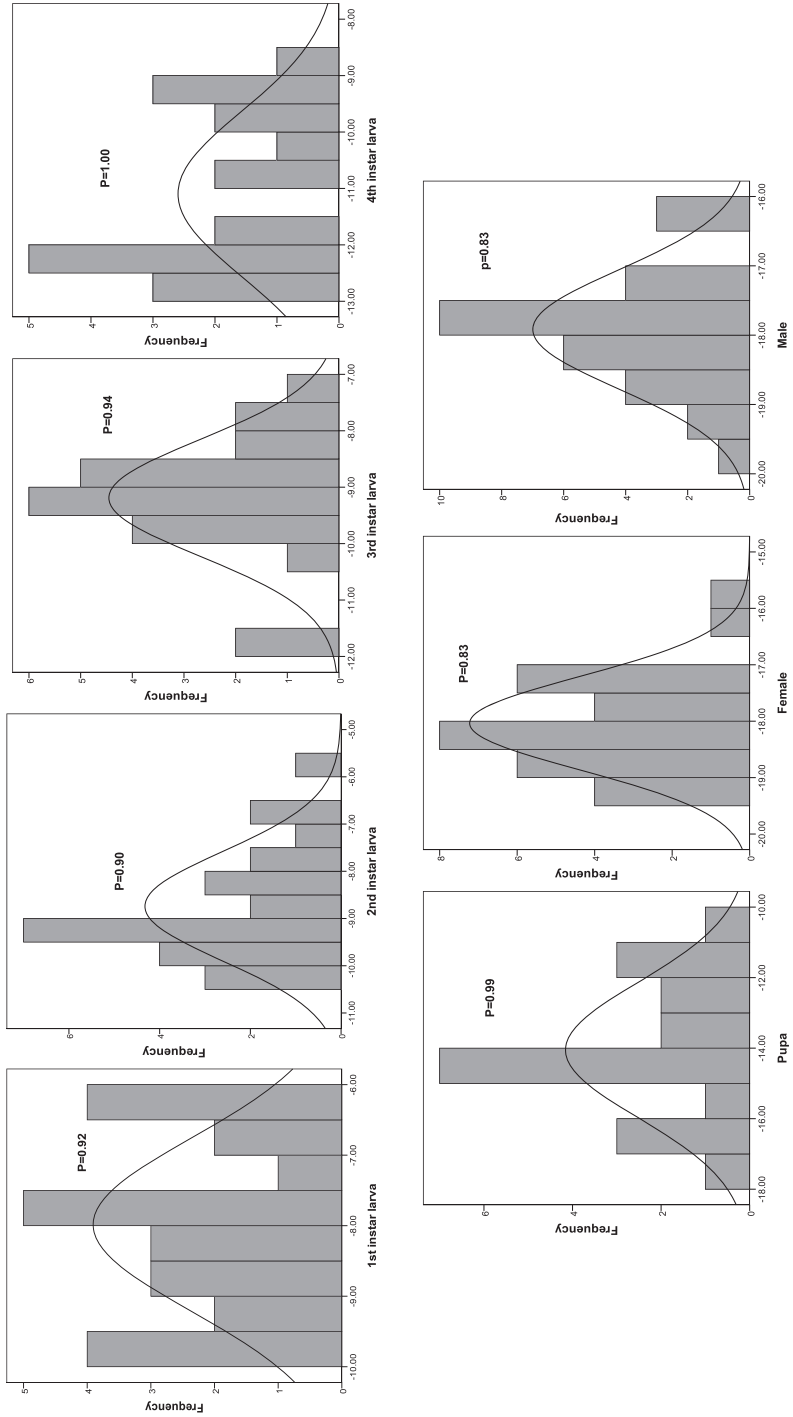 P=0.92
5
4
3
2
1
0
Frequency
-10.00 -9.00 -8.00 -7.00 -6.00
1st instar larva
P=0.90
6
4
2
0
Frequency
-11.00 -10.00 -9.00 -8.00 -7.00 -6.00 -5.00
2nd instar larva
P=0.94
6
5
4
3
2
1
0
Frequency
-12.00 -11.00 -10.00 -9.00 -8.00 -7.00
3rd instar larva
P=1.00
5
4
3
2
1
0
Frequency
-13.00 -12.00 -11.00 -10.00 -9.00 -8.00
4th instar larva
P=0.99
6
4
2
0
Frequency
-18.00 -16.00 -14.00 -12.00 -10.00
Pupa
P=0.83
8
6
4
2
0
Frequency
-20.00 -19.00 -18.00 -17.00 -16.00 -15.00
Female
p=0.83
10
8
6
4
2
0
Frequency
-20.00 -19.00 -18.00 -17.00 -16.00
Male